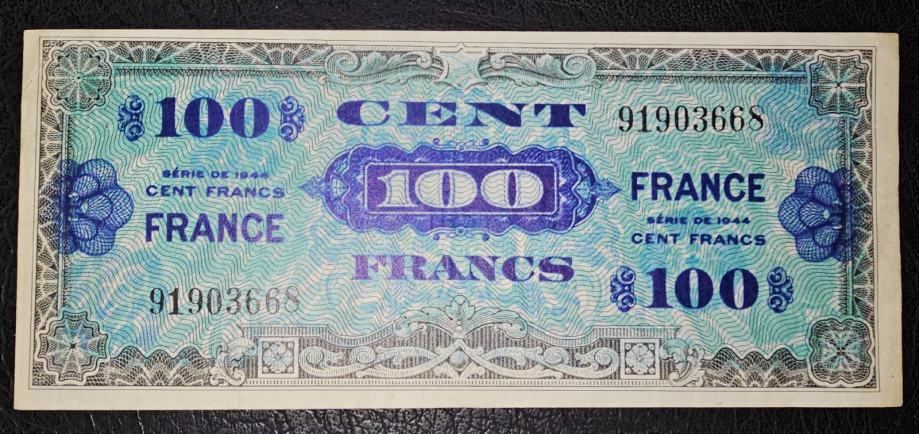 100
CENT
91903668
SÉRIE DE 1944
CENT FRANCS
FRANCE
100
FRANCE
SÉRIE DE 1944
CENT FRANCS
FRANCS
91903668
100